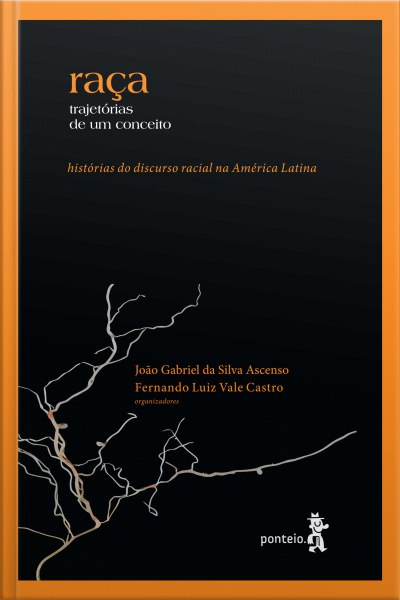 raça
trajetórias
de um conceito
histórias do discurso racial na América Latina
João Gabriel da Silva Ascenso
Fernando Luiz Vale Castro
organizadores
ponteio.